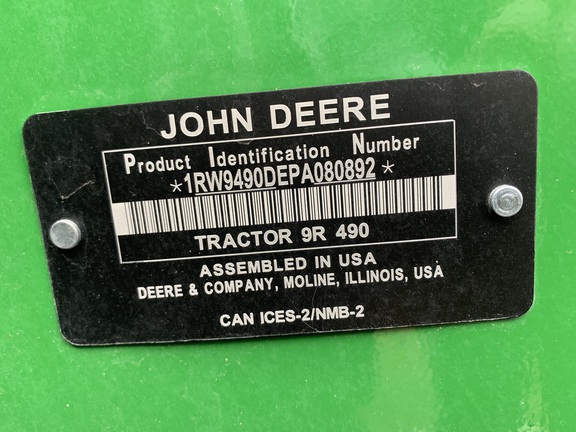 JOHN DEERE
Product Identification Number
*1RW9490DEPA080892*
TRACTOR 9R 490
ASSEMBLED IN USA
DEERE & COMPANY, MOLINE, ILLINOIS, USA
CAN ICES-2/NMB-2